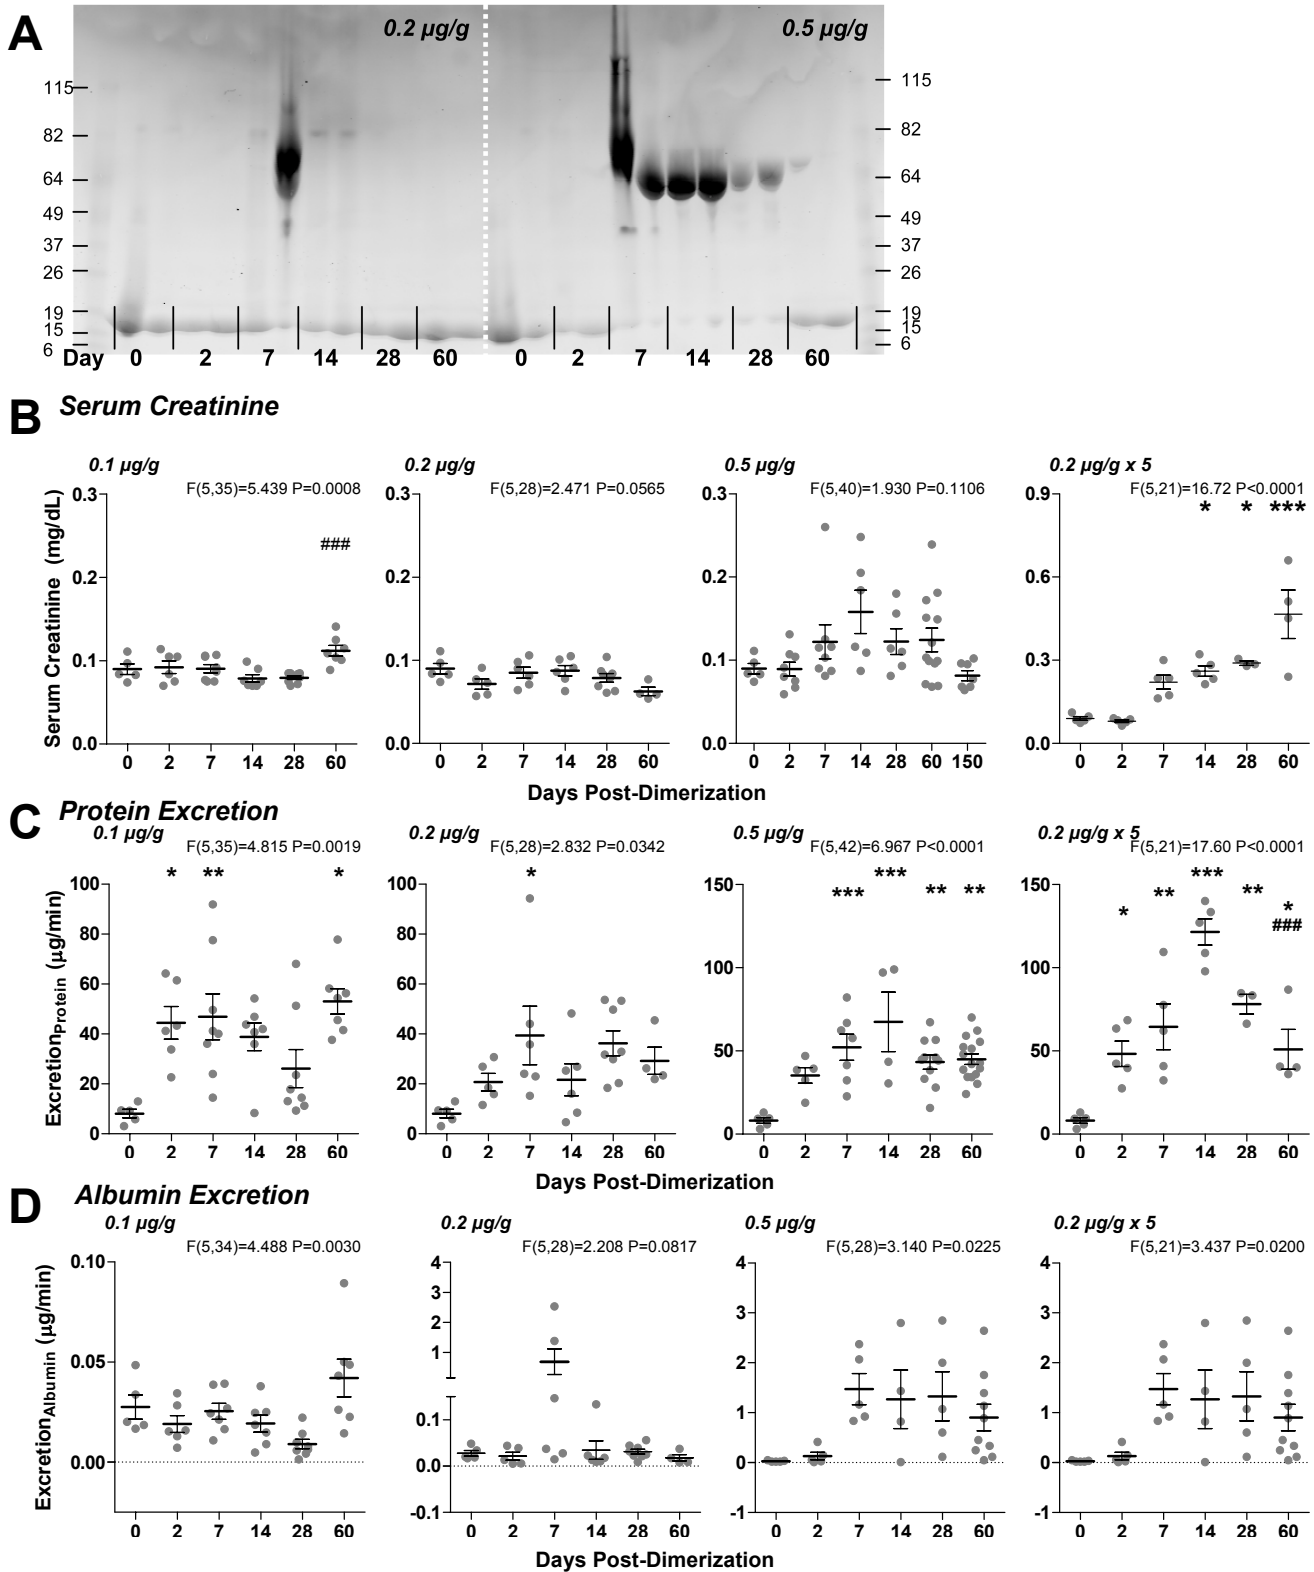 A
0.2 µg/g
0.5 µg/g
115
82
64
49
37
26
19
15
6
115
82
64
49
37
26
19
15
6
Day 0 2 7 14 28 60 0 2 7 14 28 60
B Serum Creatinine
0.1 µg/g
0.2 µg/g
0.5 µg/g
0.2 µg/g x 5
F(5,35)=5.439 P=0.0008
F(5,28)=2.471 P=0.0565
F(5,40)=1.930 P=0.1106
F(5,21)=16.72 P<0.0001
* * ***
###
Serum Creatinine (mg/dL)
0.3
0.2
0.1
0.0
0.3
0.2
0.1
0.0
0.3
0.2
0.1
0.0
0.9
0.6
0.3
0.0
0 2 7 14 28 60
0 2 7 14 28 60
0 2 7 14 28 60 150
0 2 7 14 28 60
Days Post-Dimerization
C Protein Excretion
0.1 µg/g
0.2 µg/g
0.5 µg/g
0.2 µg/g x 5
F(5,35)=4.815 P=0.0019
F(5,28)=2.832 P=0.0342
F(5,42)=6.967 P<0.0001
F(5,21)=17.60 P<0.0001
* ** *
*
*** *** ** **
* ** *** ** *
###
ExcretionProtein (µg/min)
100
80
60
40
20
0
100
80
60
40
20
0
150
100
50
0
150
100
50
0
0 2 7 14 28 60
0 2 7 14 28 60
0 2 7 14 28 60
0 2 7 14 28 60
Days Post-Dimerization
D Albumin Excretion
0.1 µg/g
0.2 µg/g
0.5 µg/g
0.2 µg/g x 5
F(5,34)=4.488 P=0.0030
F(5,28)=2.208 P=0.0817
F(5,28)=3.140 P=0.0225
F(5,21)=3.437 P=0.0200
ExcretionAlbumin (µg/min)
0.10
0.05
0.00
4
3
2
1
0.1
0.0
-0.1
4
3
2
1
0
-1
4
3
2
1
0
-1
0 2 7 14 28 60
0 2 7 14 28 60
0 2 7 14 28 60
0 2 7 14 28 60
Days Post-Dimerization